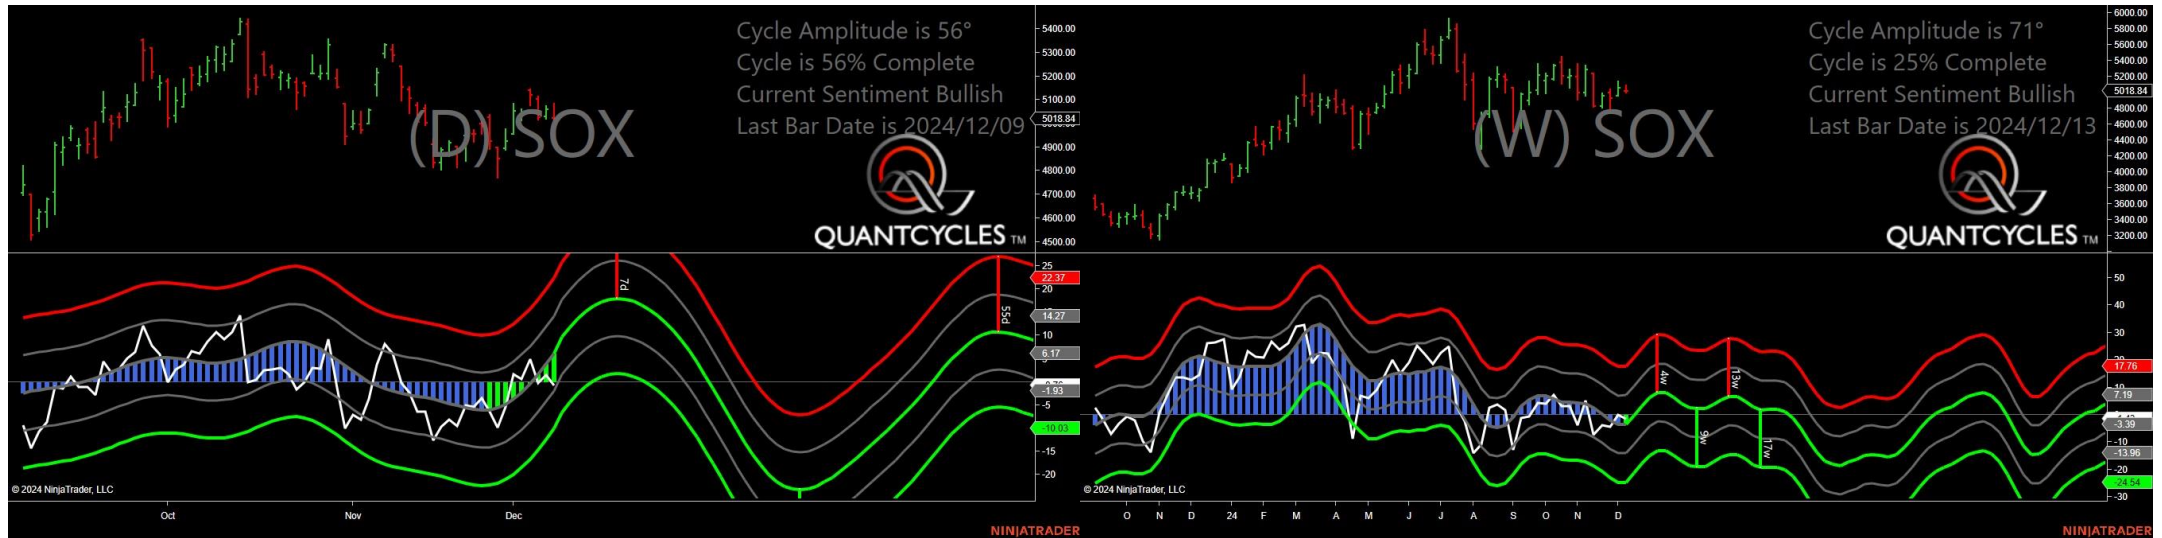 Cycle Amplitude is 56°
Cycle is 56% Complete
Current Sentiment Bullish
Last Bar Date is 2024/12/09
(D) SOX
QUANTCYCLES TM
5400.00
5300.00
5200.00
5100.00
5018.84
4900.00
4800.00
4700.00
4600.00
4500.00
7d
55d
25
22.37
20
14.27
10
6.17
-1.93
-5
-10.03
-15
-20
© 2024 NinjaTrader, LLC
Oct Nov Dec
NINJATRADER
Cycle Amplitude is 71°
Cycle is 25% Complete
Current Sentiment Bullish
Last Bar Date is 2024/12/13
(W) SOX
QUANTCYCLES TM
6000.00
5800.00
5600.00
5400.00
5200.00
5018.84
4800.00
4600.00
4400.00
4200.00
4000.00
3800.00
3600.00
3400.00
3200.00
4w
13w
9w
17w
50
40
30
17.76
7.19
-3.39
-10
-13.96
-20
-24.54
-30
© 2024 NinjaTrader, LLC
O N D 24 F M A M J J A S O N D
NINJATRADER